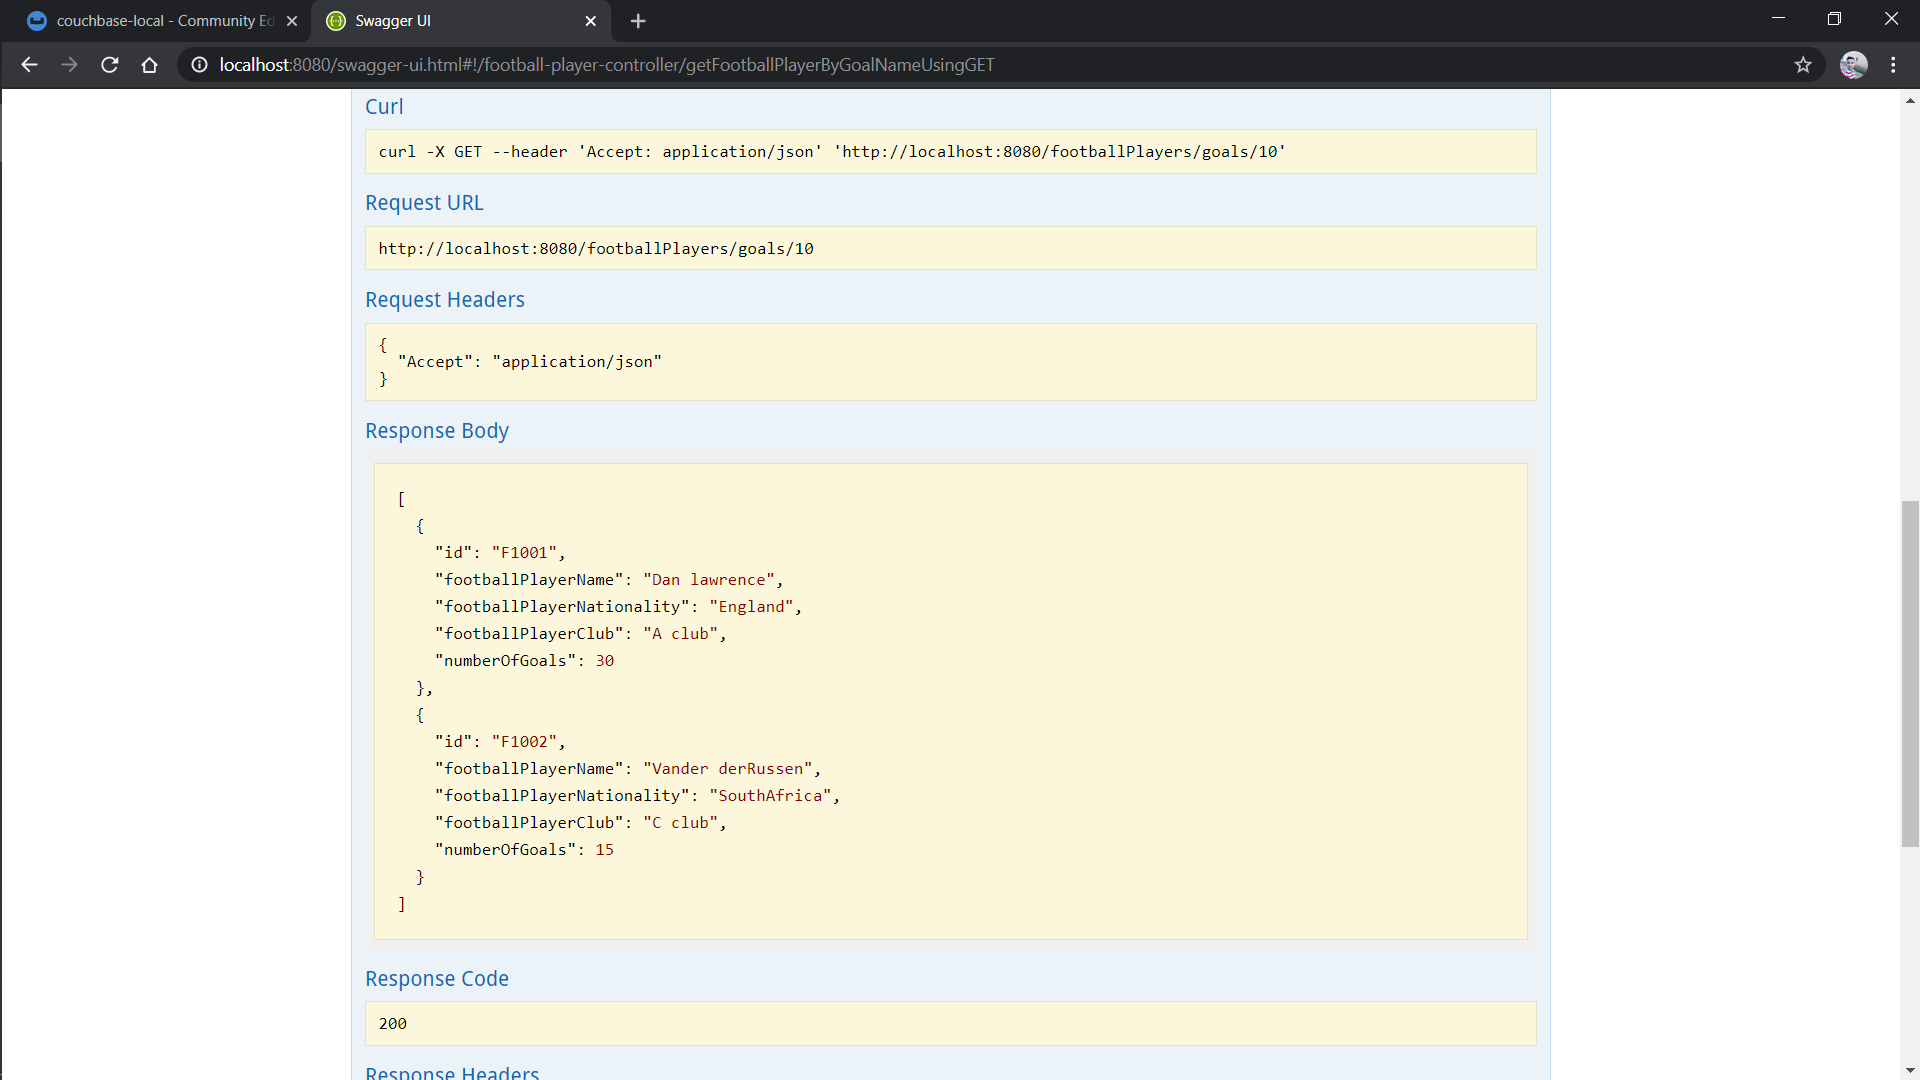 couchbase-local - Community Ed
Swagger UI
localhost:8080/swagger-ui.html#!/football-player-controller/getFootballPlayerByGoalNameUsingGET
Curl
curl -X GET --header 'Accept: application/json' 'http://localhost:8080/footballPlayers/goals/10'
Request URL
http://localhost:8080/footballPlayers/goals/10
Request Headers
{
  "Accept": "application/json"
}
Response Body
[
  {
    "id": "F1001",
    "footballPlayerName": "Dan lawrence",
    "footballPlayerNationality": "England",
    "footballPlayerClub": "A club",
    "numberOfGoals": 30
  },
  {
    "id": "F1002",
    "footballPlayerName": "Vander derRussen",
    "footballPlayerNationality": "SouthAfrica",
    "footballPlayerClub": "C club",
    "numberOfGoals": 15
  }
]
Response Code
200
Response Headers